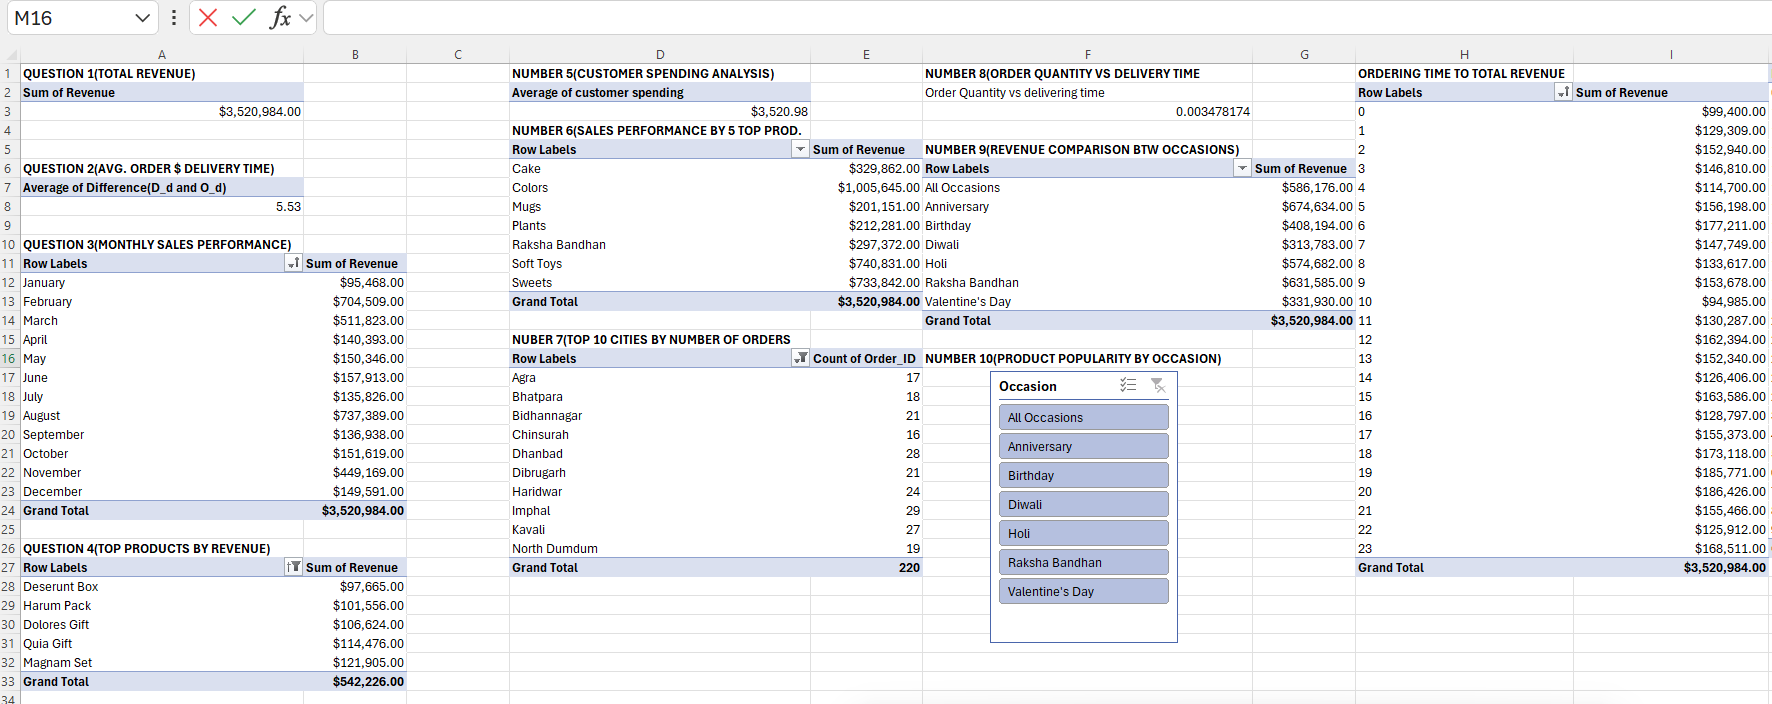 M16
fx
A B C D E F G H I
1 QUESTION 1(TOTAL REVENUE) NUMBER 5(CUSTOMER SPENDING ANALYSIS) NUMBER 8(ORDER QUANTITY VS DELIVERY TIME ORDERING TIME TO TOTAL REVENUE
2 Sum of Revenue Average of customer spending Order Quantity vs delivering time Row Labels Sum of Revenue
3 $3,520,984.00 $3,520.98 0.003478174 0 $99,400.00
4 NUMBER 6(SALES PERFORMANCE BY 5 TOP PROD. 1 $129,309.00
5 Row Labels Sum of Revenue NUMBER 9(REVENUE COMPARISON BTW OCCASIONS) 2 $152,940.00
6 QUESTION 2(AVG. ORDER $ DELIVERY TIME) Cake $329,862.00 Row Labels Sum of Revenue 3 $146,810.00
7 Average of Difference(D_d and O_d) Colors $1,005,645.00 All Occasions $586,176.00 4 $114,700.00
8 5.53 Mugs $201,151.00 Anniversary $674,634.00 5 $156,198.00
9 Plants $212,281.00 Birthday $408,194.00 6 $177,211.00
10 QUESTION 3(MONTHLY SALES PERFORMANCE) Raksha Bandhan $297,372.00 Diwali $313,783.00 7 $147,749.00
11 Row Labels Sum of Revenue Soft Toys $740,831.00 Holi $574,682.00 8 $133,617.00
12 January $95,468.00 Sweets $733,842.00 Raksha Bandhan $631,585.00 9 $153,678.00
13 February $704,509.00 Grand Total $3,520,984.00 Valentine's Day $331,930.00 10 $94,985.00
14 March $511,823.00 Grand Total $3,520,984.00 11 $130,287.00
15 April $140,393.00 NUBER 7(TOP 10 CITIES BY NUMBER OF ORDERS 12 $162,394.00
16 May $150,346.00 Row Labels Count of Order_ID NUMBER 10(PRODUCT POPULARITY BY OCCASION) 13 $152,340.00
17 June $157,913.00 Agra 17 14 $126,406.00
Occasion
18 July $135,826.00 Bhatpara 18 15 $163,586.00
19 August $737,389.00 Bidhannagar 21 All Occasions 16 $128,797.00
20 September $136,938.00 Chinsurah 16 17 $155,373.00
Anniversary
21 October $151,619.00 Dhanbad 28 18 $173,118.00
22 November $449,169.00 Dibrugarh 21 Birthday 19 $185,771.00
23 December $149,591.00 Haridwar 24 20 $186,426.00
Diwali
24 Grand Total $3,520,984.00 Imphal 29 21 $155,466.00
25 Kavali 27 Holi 22 $125,912.00
26 QUESTION 4(TOP PRODUCTS BY REVENUE) North Dumdum 19 23 $168,511.00
Raksha Bandhan
27 Row Labels Sum of Revenue Grand Total 220 Grand Total $3,520,984.00
28 Deserunt Box $97,665.00 Valentine's Day
29 Harum Pack $101,556.00
30 Dolores Gift $106,624.00
31 Quia Gift $114,476.00
32 Magnam Set $121,905.00
33 Grand Total $542,226.00
34